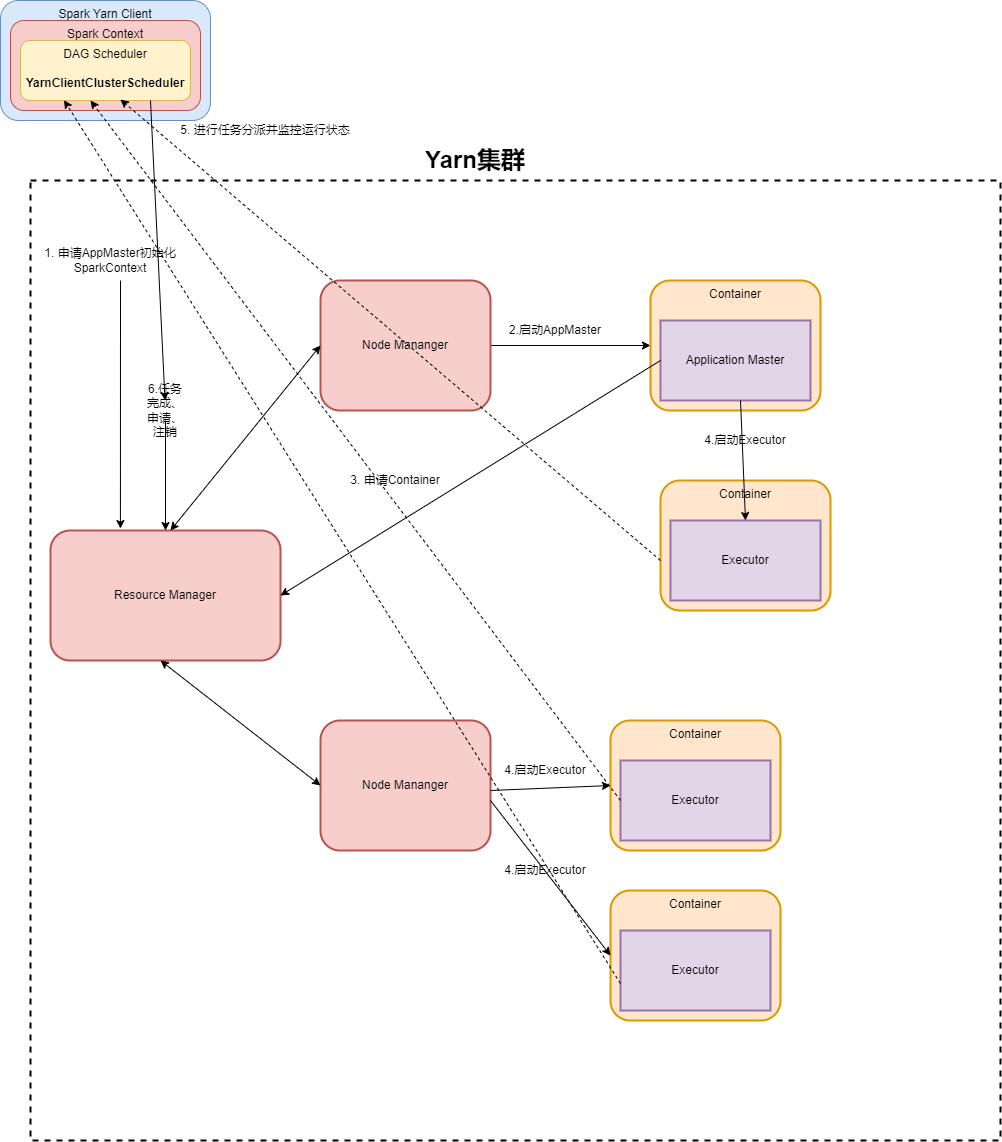 Spark Yarn Client
Spark Context
DAG Scheduler
YarnClientClusterScheduler
5. 进行任务分派并监控运行状态
Yarn集群
1. 申请AppMaster初始化
SparkContext
Container
2.启动AppMaster
Node Mananger
Application Master
6.任务
完成、
申请、
注销
4.启动Executor
3. 申请Container
Container
Executor
Resource Manager
Container
4.启动Executor
Node Mananger
Executor
4.启动Executor
Container
Executor